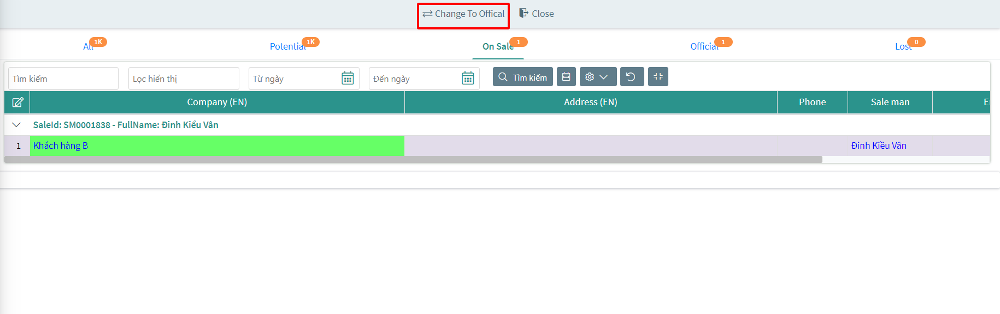 Change To Offical Close
All 1K Potential 1K On Sale 1 Official 1 Lost 0
Tìm kiếm Lọc hiển thị Từ ngày Đến ngày Tìm kiếm
Company (EN) Address (EN) Phone Sale man
SaleId: SM0001838 - FullName: Đinh Kiều Vân
1 Khách hàng B Đinh Kiều Vân